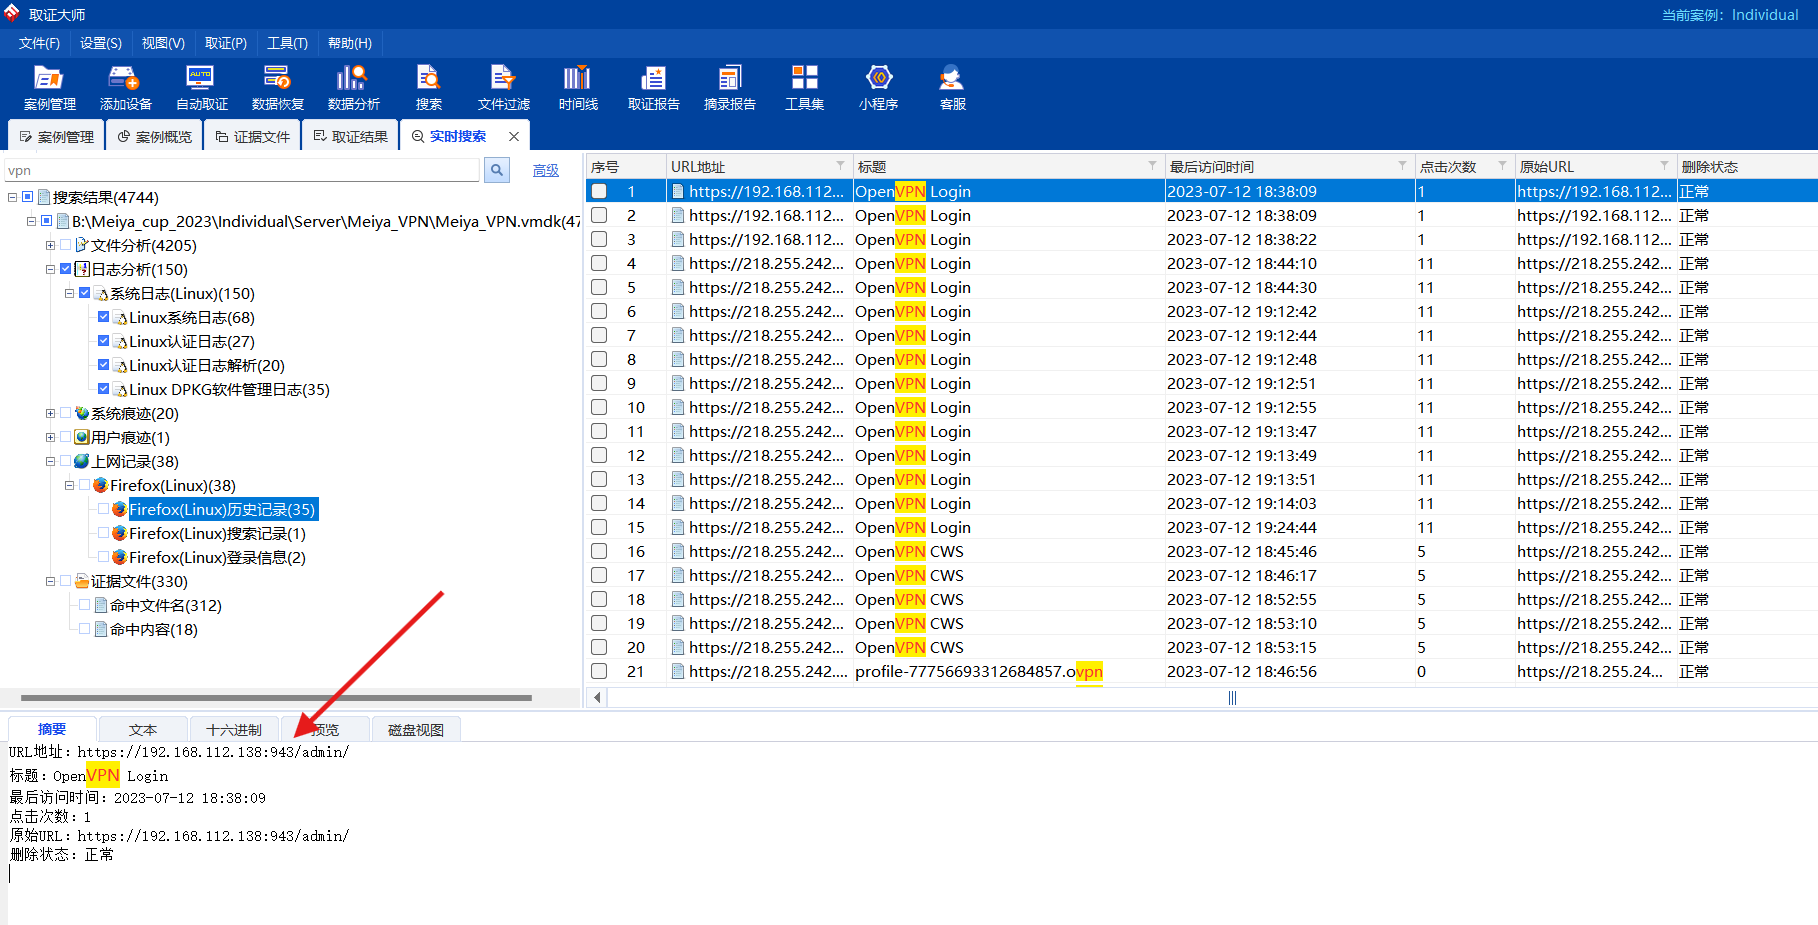 取证大师
当前案例：Individual
文件(F) 设置(S) 视图(V) 取证(P) 工具(T) 帮助(H)
案例管理 添加设备 自动取证 数据恢复 数据分析 搜索 文件过滤 时间线 取证报告 摘录报告 工具集 小程序 客服
案例管理 案例概览 证据文件 取证结果 实时搜索
vpn
高级
搜索结果(4744)
B:\Meiya_cup_2023\Individual\Server\Meiya_VPN\Meiya_VPN.vmdk(47
文件分析(4205)
日志分析(150)
系统日志(Linux)(150)
Linux系统日志(68)
Linux认证日志(27)
Linux认证日志解析(20)
Linux DPKG软件管理日志(35)
系统痕迹(20)
用户痕迹(1)
上网记录(38)
Firefox(Linux)(38)
Firefox(Linux)历史记录(35)
Firefox(Linux)搜索记录(1)
Firefox(Linux)登录信息(2)
证据文件(330)
命中文件名(312)
命中内容(18)
序号 URL地址 标题 最后访问时间 点击次数 原始URL 删除状态
1 https://192.168.112... OpenVPN Login 2023-07-12 18:38:09 1 https://192.168.112... 正常
2 https://192.168.112... OpenVPN Login 2023-07-12 18:38:09 1 https://192.168.112... 正常
3 https://192.168.112... OpenVPN Login 2023-07-12 18:38:22 1 https://192.168.112... 正常
4 https://218.255.242... OpenVPN Login 2023-07-12 18:44:10 11 https://218.255.242... 正常
5 https://218.255.242... OpenVPN Login 2023-07-12 18:44:30 11 https://218.255.242... 正常
6 https://218.255.242... OpenVPN Login 2023-07-12 19:12:42 11 https://218.255.242... 正常
7 https://218.255.242... OpenVPN Login 2023-07-12 19:12:44 11 https://218.255.242... 正常
8 https://218.255.242... OpenVPN Login 2023-07-12 19:12:48 11 https://218.255.242... 正常
9 https://218.255.242... OpenVPN Login 2023-07-12 19:12:51 11 https://218.255.242... 正常
10 https://218.255.242... OpenVPN Login 2023-07-12 19:12:55 11 https://218.255.242... 正常
11 https://218.255.242... OpenVPN Login 2023-07-12 19:13:47 11 https://218.255.242... 正常
12 https://218.255.242... OpenVPN Login 2023-07-12 19:13:49 11 https://218.255.242... 正常
13 https://218.255.242... OpenVPN Login 2023-07-12 19:13:51 11 https://218.255.242... 正常
14 https://218.255.242... OpenVPN Login 2023-07-12 19:14:03 11 https://218.255.242... 正常
15 https://218.255.242... OpenVPN Login 2023-07-12 19:24:44 11 https://218.255.242... 正常
16 https://218.255.242... OpenVPN CWS 2023-07-12 18:45:46 5 https://218.255.242... 正常
17 https://218.255.242... OpenVPN CWS 2023-07-12 18:46:17 5 https://218.255.242... 正常
18 https://218.255.242... OpenVPN CWS 2023-07-12 18:52:55 5 https://218.255.242... 正常
19 https://218.255.242... OpenVPN CWS 2023-07-12 18:53:10 5 https://218.255.242... 正常
20 https://218.255.242... OpenVPN CWS 2023-07-12 18:53:15 5 https://218.255.242... 正常
21 https://218.255.242.... profile-77756693312684857.ovpn 2023-07-12 18:46:56 0 https://218.255.24... 正常
摘要 文本 十六进制 预览 磁盘视图
URL地址：https://192.168.112.138:943/admin/
标题：OpenVPN Login
最后访问时间：2023-07-12 18:38:09
点击次数：1
原始URL：https://192.168.112.138:943/admin/
删除状态：正常